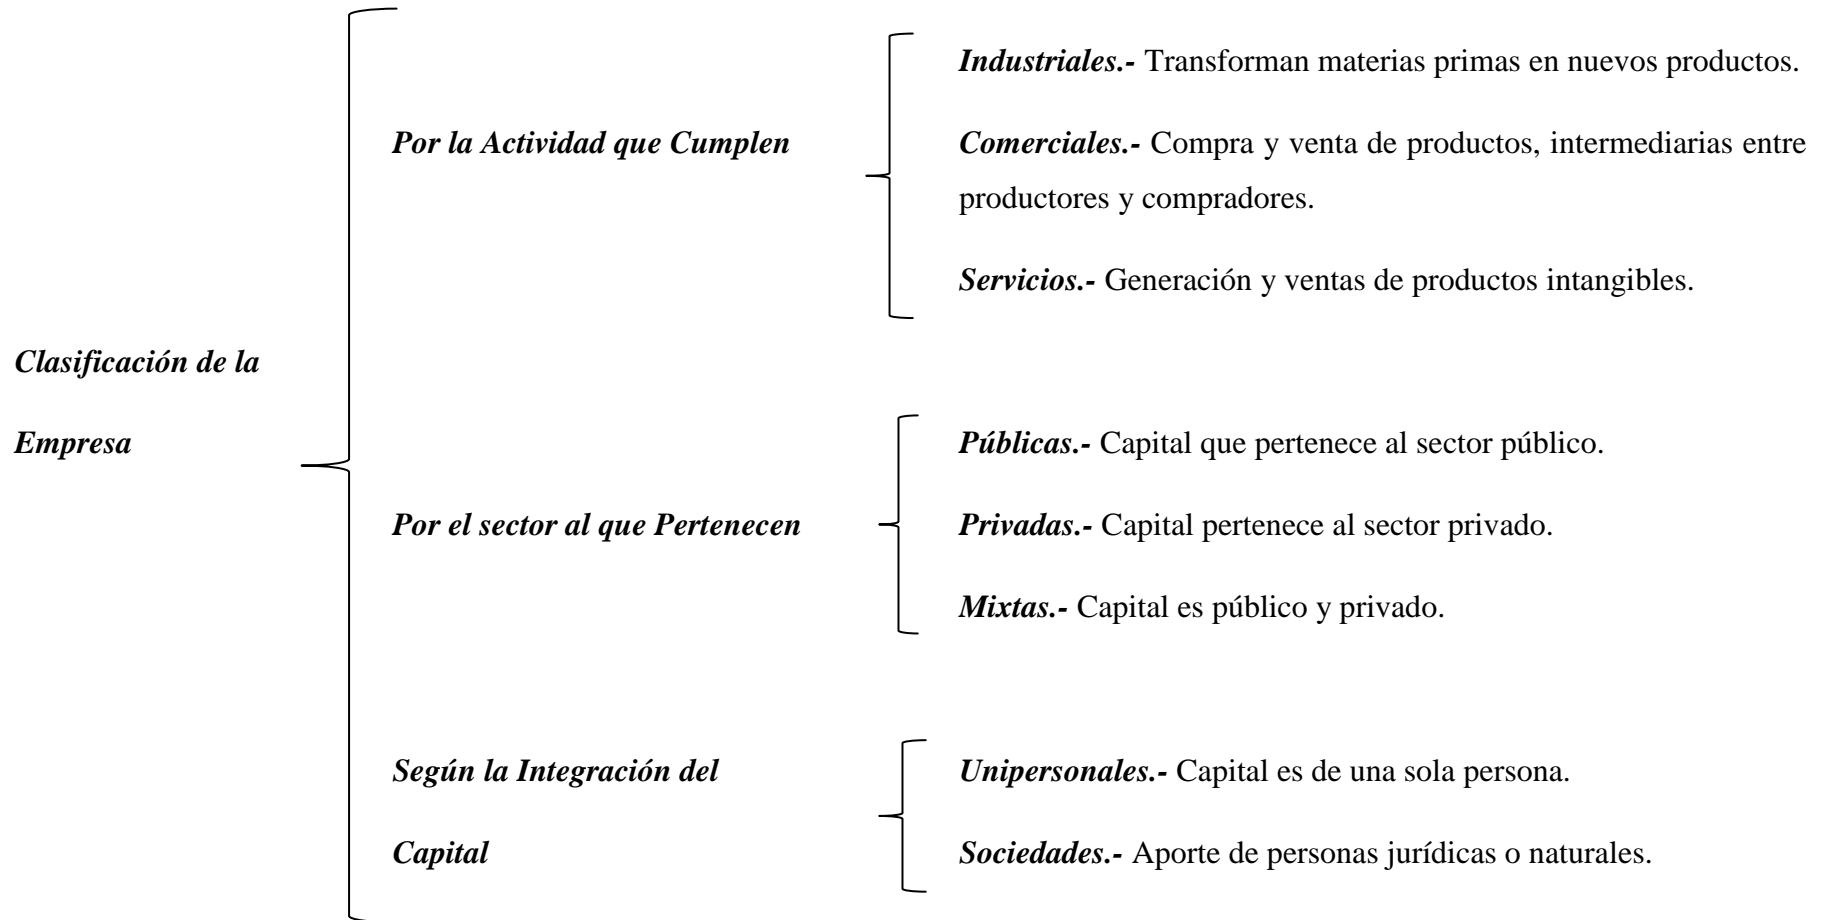 Clasificación de la
Empresa
Por la Actividad que Cumplen
Industriales.- Transforman materias primas en nuevos productos.
Comerciales.- Compra y venta de productos, intermediarias entre
productores y compradores.
Servicios.- Generación y ventas de productos intangibles.
Por el sector al que Pertenecen
Públicas.- Capital que pertenece al sector público.
Privadas.- Capital pertenece al sector privado.
Mixtas.- Capital es público y privado.
Según la Integración del
Capital
Unipersonales.- Capital es de una sola persona.
Sociedades.- Aporte de personas jurídicas o naturales.